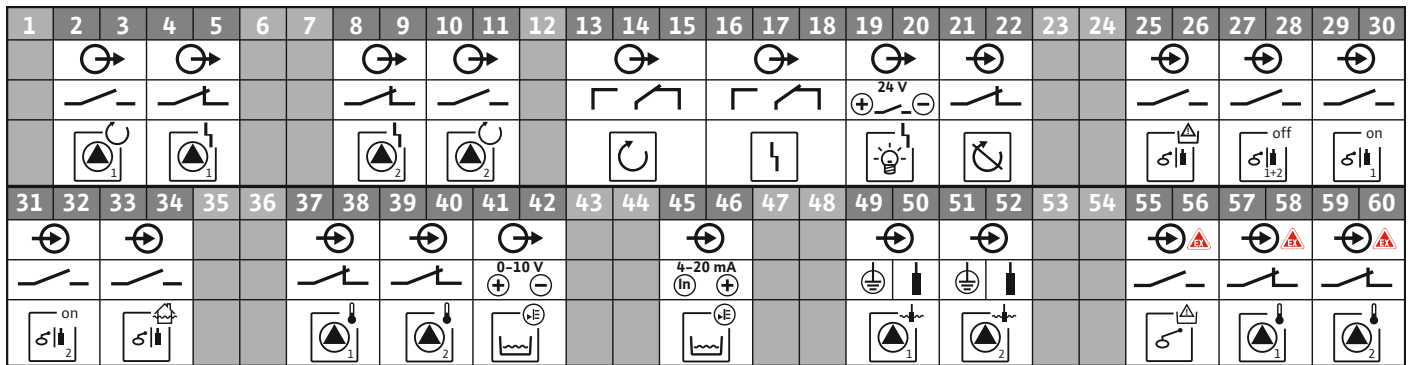 1 2 3 4 5 6 7 8 9 10 11 12 13 14 15 16 17 18 19 20 21 22 23 24 25 26 27 28 29 30
24 V
+ −
off on
1 1 2 2 1+2 1
31 32 33 34 35 36 37 38 39 40 41 42 43 44 45 46 47 48 49 50 51 52 53 54 55 56 57 58 59 60
EX EX EX
0–10 V 4–20 mA
+ − In +
on
2 1 2 1 2 1 2